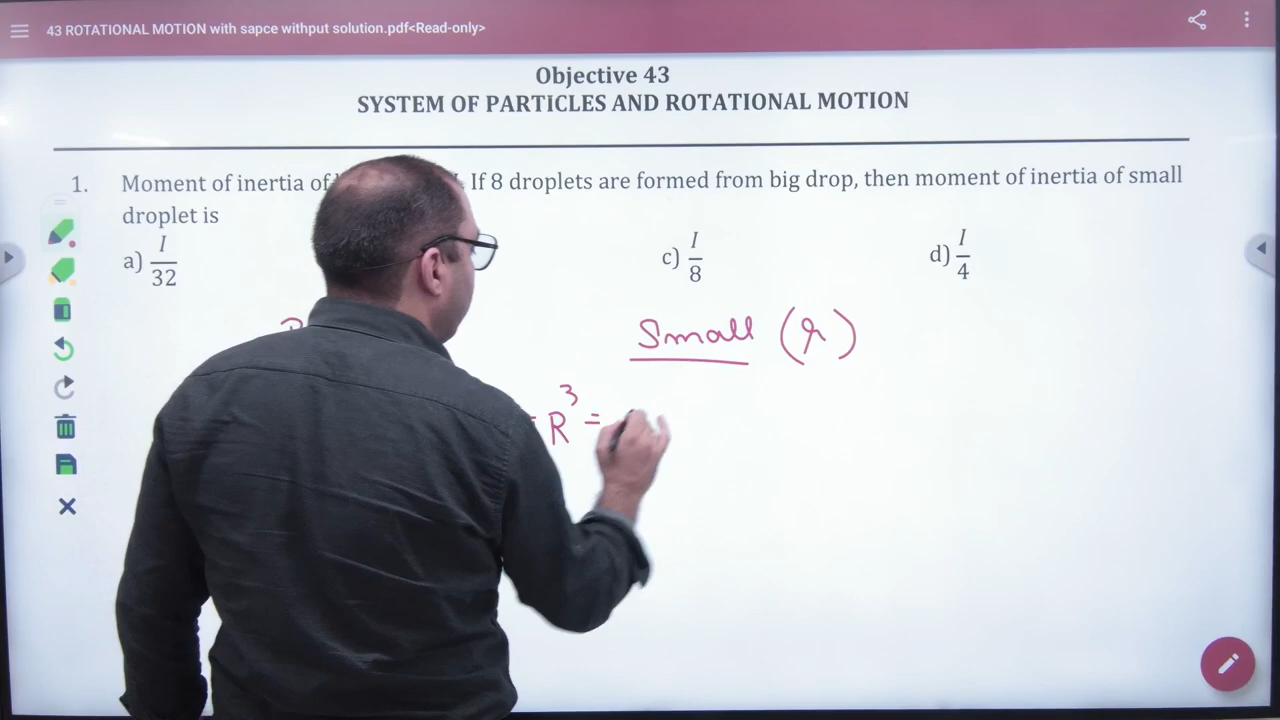 43 ROTATIONAL MOTION with sapce withput solution.pdf<Read-only>
Objective 43
SYSTEM OF PARTICLES AND ROTATIONAL MOTION
1. Moment of inertia of If 8 droplets are formed from big drop, then moment of inertia of small
droplet is
a) I/32 c) I/8 d) I/4
Small (r)
= R³ =